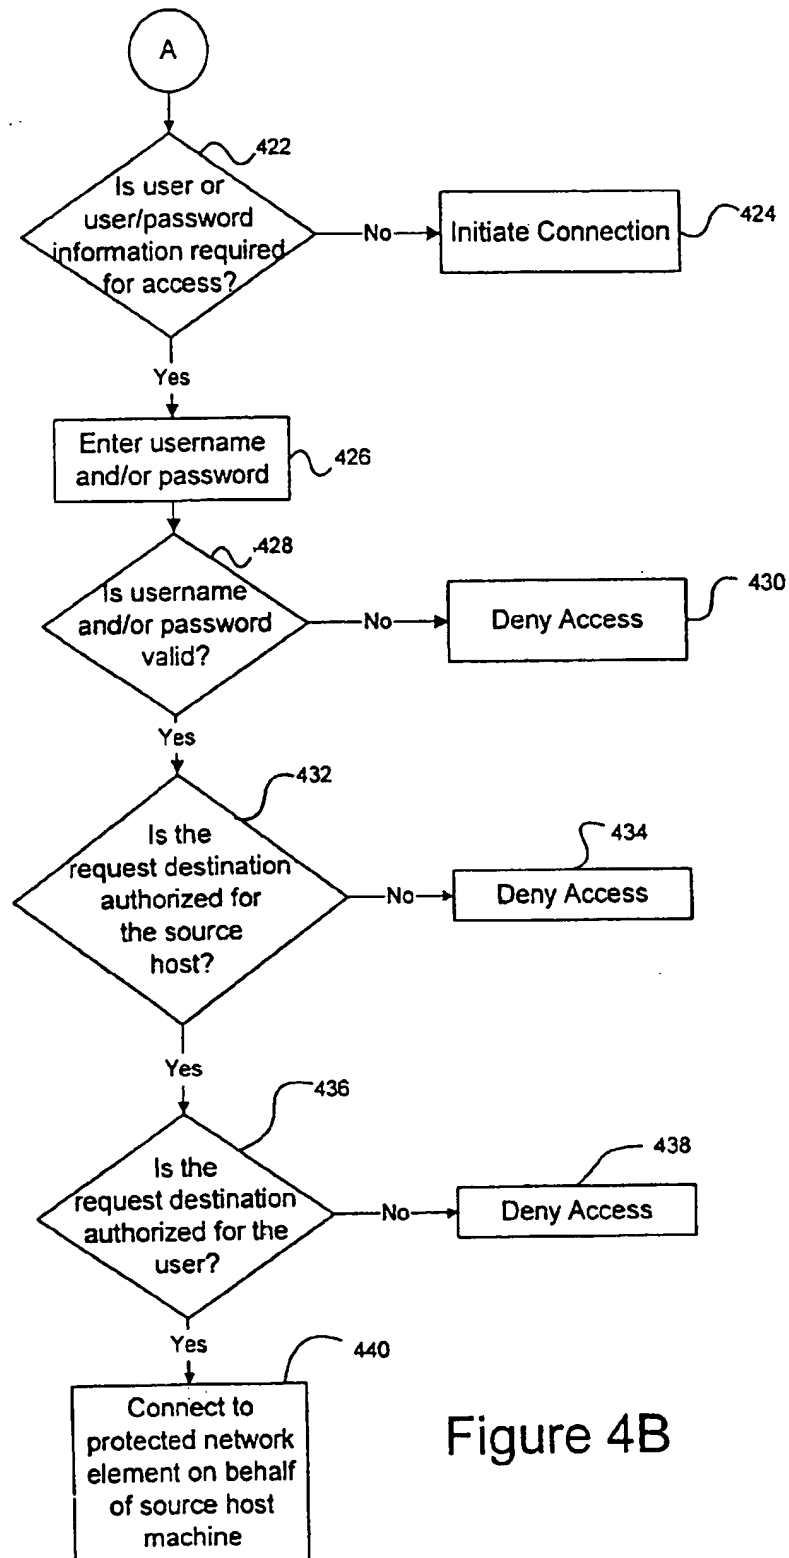 A
422
Is user or
user/password
information required
for access?
No
Initiate Connection
424
Yes
Enter username
and/or password
426
428
Is username
and/or password
valid?
No
Deny Access
430
Yes
432
Is the
request destination
authorized for
the source
host?
No
Deny Access
434
Yes
436
Is the
request destination
authorized for the
user?
No
Deny Access
438
Yes
440
Connect to
protected network
element on behalf
of source host
machine
Figure 4B